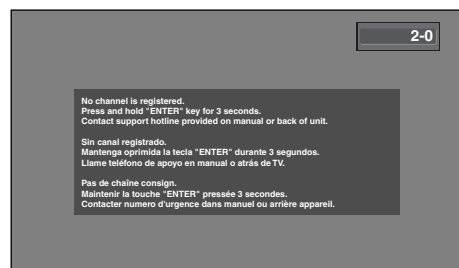 2-0
No channel is registered.
Press and hold "ENTER" key for 3 seconds.
Contact support hotline provided on manual or back of unit.
Sin canal registrado.
Mantenga oprimida la tecla "ENTER" durante 3 segundos.
Llame teléfono de apoyo en manual o atrás de TV.
Pas de chaîne consign.
Maintenir la touche "ENTER" pressée 3 secondes.
Contacter numero d'urgence dans manuel ou arrière appareil.